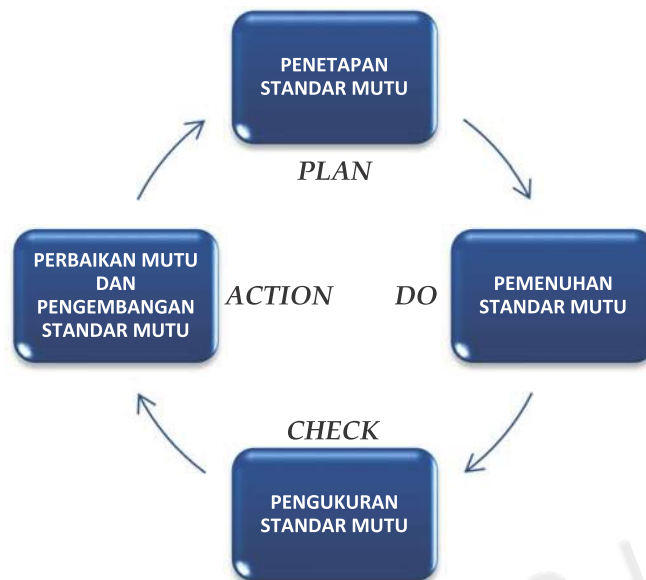 PENETAPAN
STANDAR MUTU
PLAN
PERBAIKAN MUTU
DAN
PENGEMBANGAN
STANDAR MUTU
ACTION
DO
PEMENUHAN
STANDAR MUTU
CHECK
PENGUKURAN
STANDAR MUTU